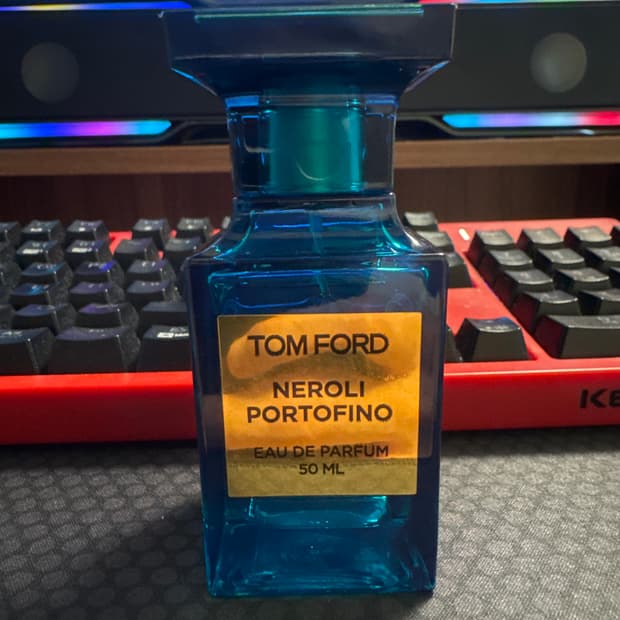 TOM FORD
NEROLI
PORTOFINO
EAU DE PARFUM
50 ML